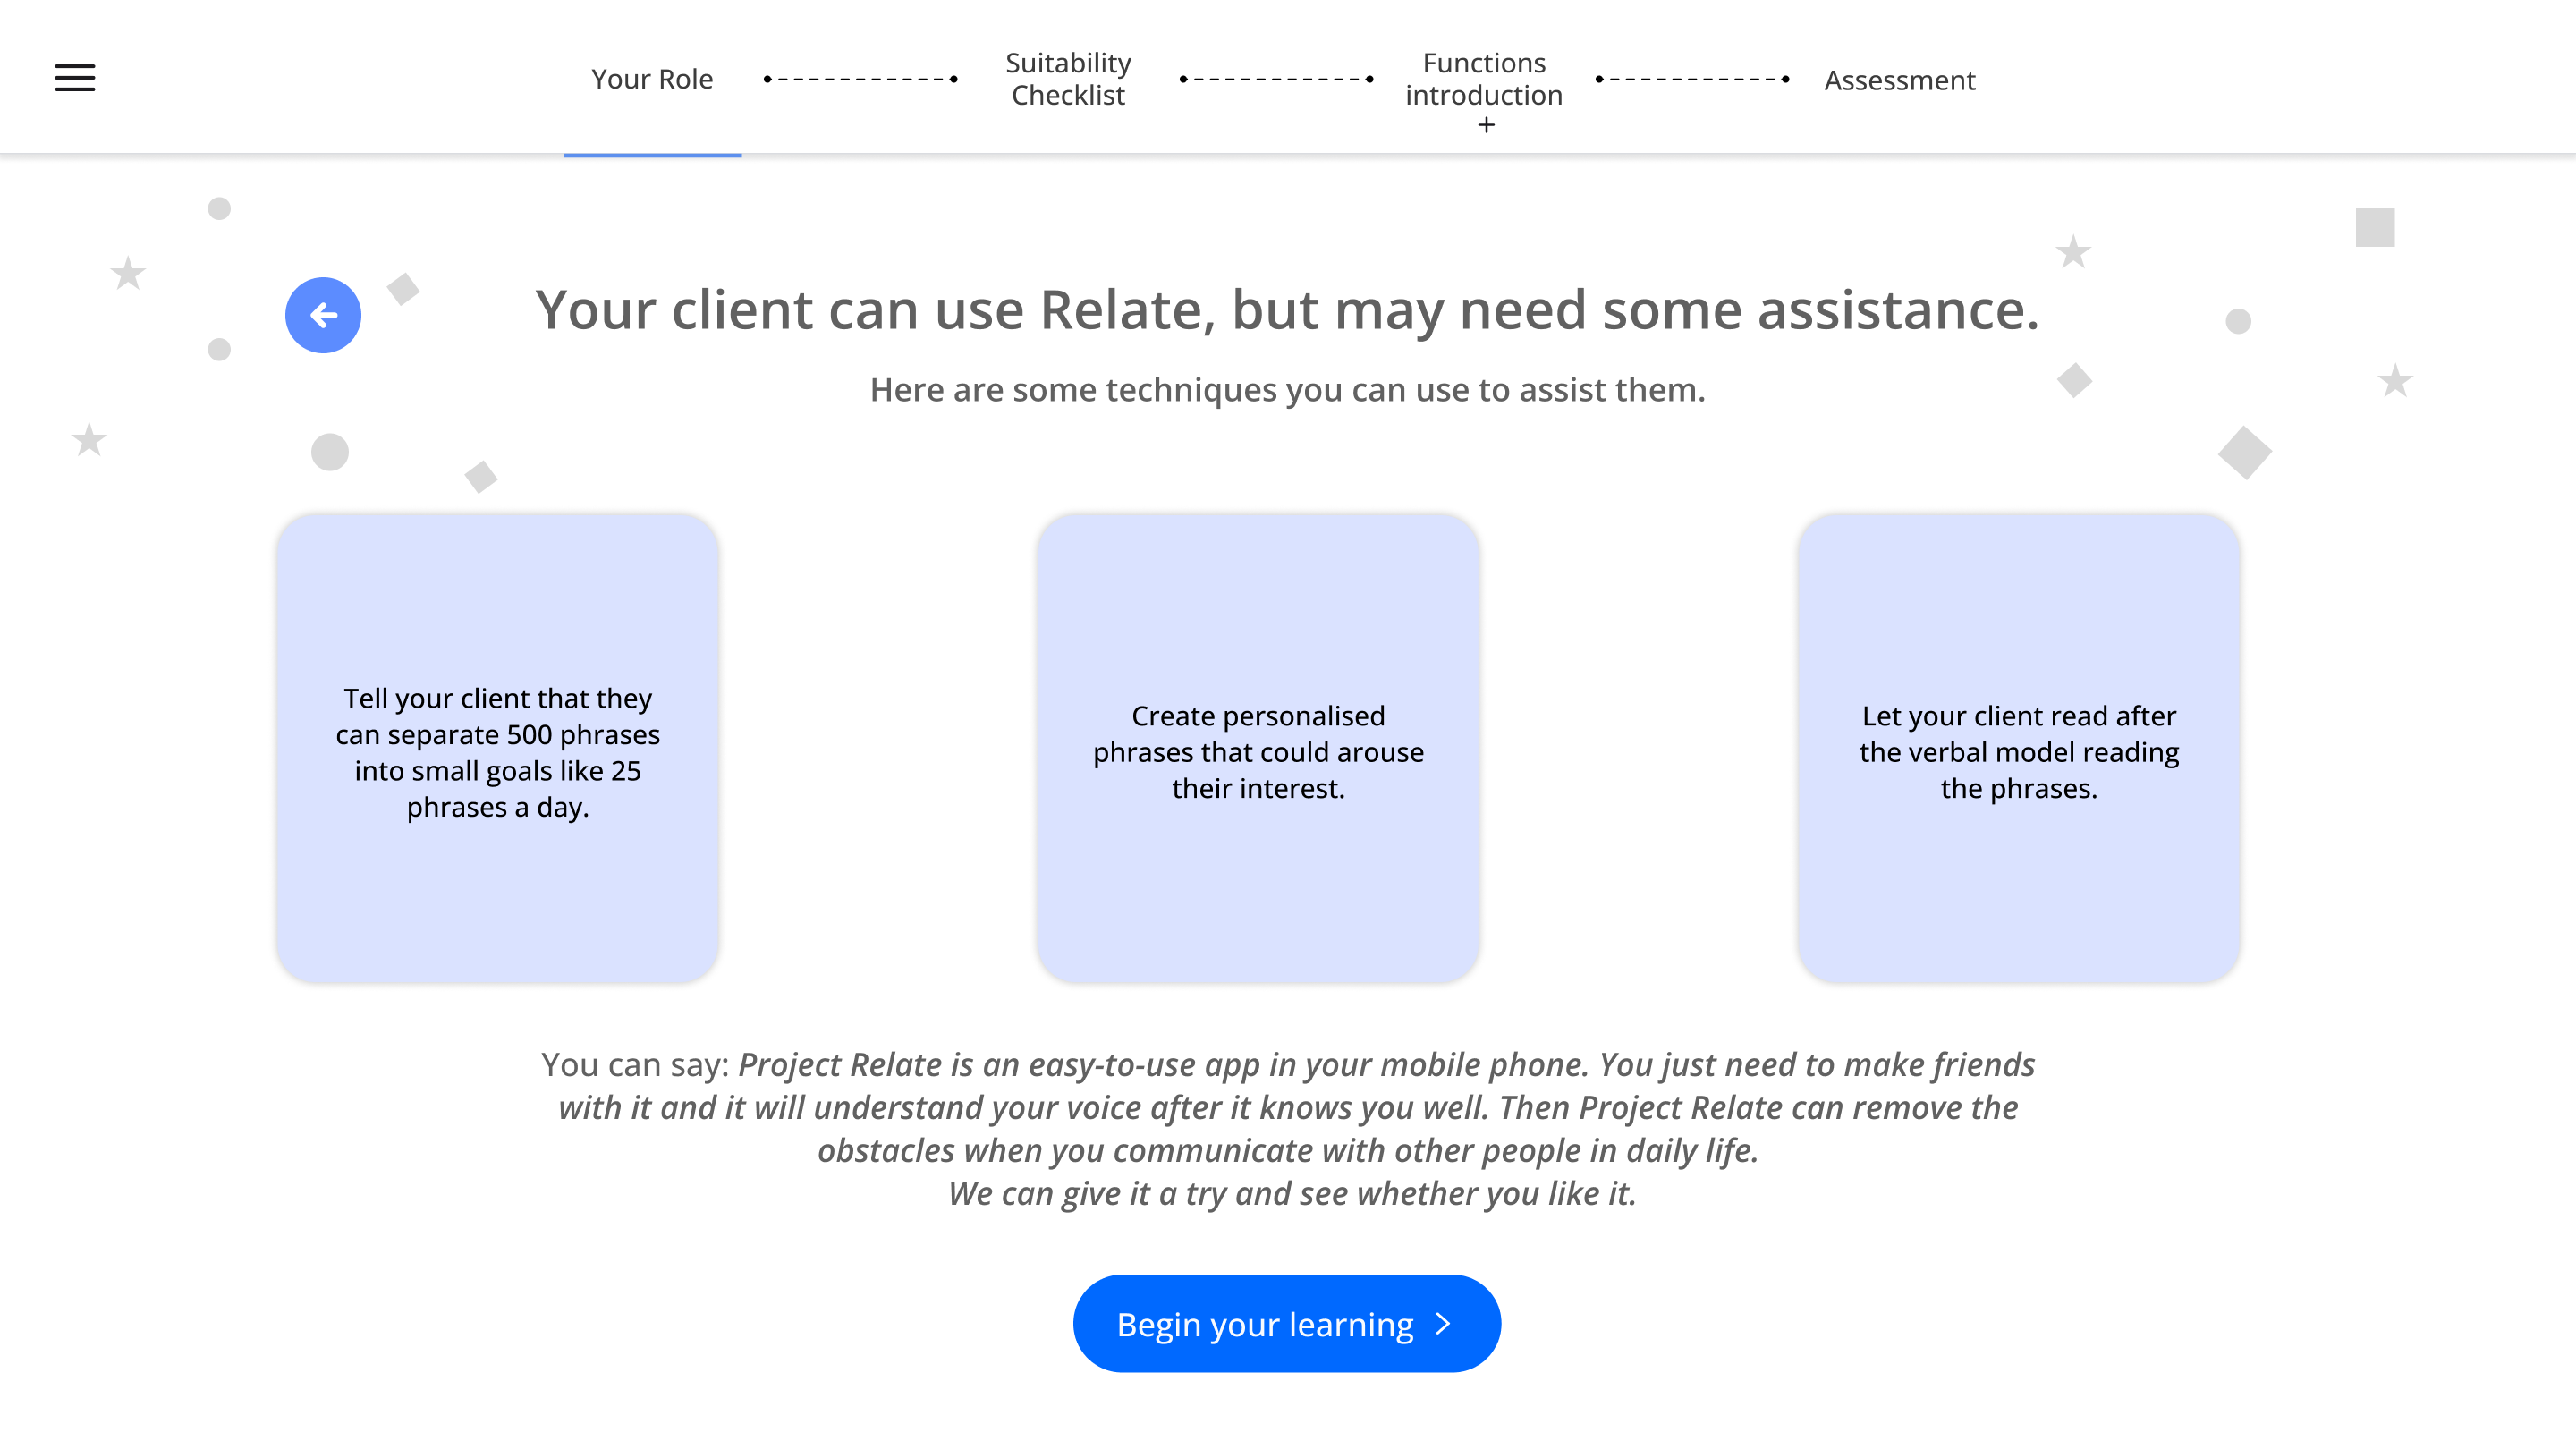 Your Role
Suitability
Checklist
Functions
introduction
+
Assessment
Your client can use Relate, but may need some assistance.
Here are some techniques you can use to assist them.
Tell your client that they
can separate 500 phrases
into small goals like 25
phrases a day.
Create personalised
phrases that could arouse
their interest.
Let your client read after
the verbal model reading
the phrases.
You can say: Project Relate is an easy-to-use app in your mobile phone. You just need to make friends
with it and it will understand your voice after it knows you well. Then Project Relate can remove the
obstacles when you communicate with other people in daily life.
We can give it a try and see whether you like it.
Begin your learning